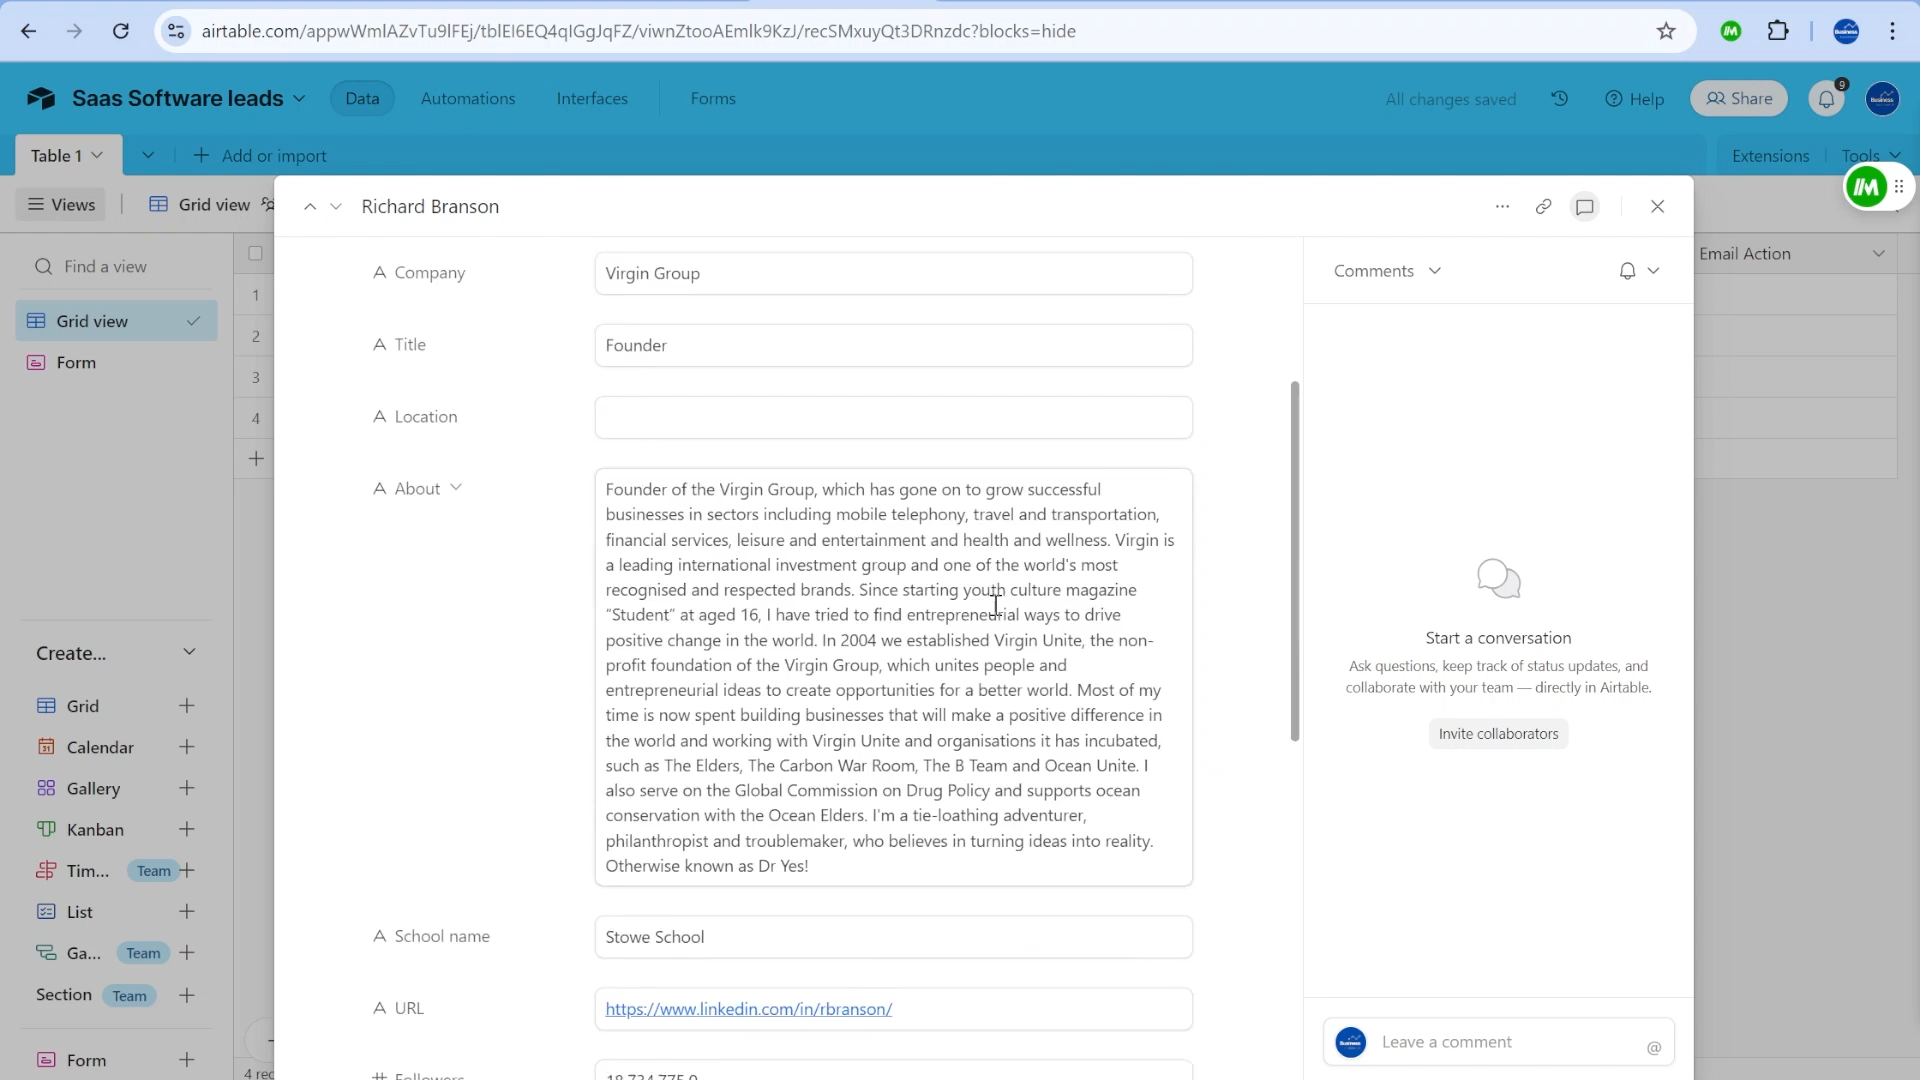 airtable.com/appwWmlAZvTu9lFEj/tblEl6EQ4qIGgJqFZ/viwnZtooAEmlk9KzJ/recSMxuyQt3DRnzdc?blocks=hide
Saas Software leads
Data
Automations
Interfaces
Forms
All changes saved
Help
Share
9
Table 1
Add or import
Extensions
Tools
Views
Grid view
Richard Branson
Find a view
Email Action
Grid view
Form
1
2
3
4
Company
Virgin Group
Title
Founder
Location
About
Founder of the Virgin Group, which has gone on to grow successful
businesses in sectors including mobile telephony, travel and transportation,
financial services, leisure and entertainment and health and wellness. Virgin is
a leading international investment group and one of the world's most
recognised and respected brands. Since starting youth culture magazine
“Student” at aged 16, I have tried to find entrepreneurial ways to drive
positive change in the world. In 2004 we established Virgin Unite, the non-
profit foundation of the Virgin Group, which unites people and
entrepreneurial ideas to create opportunities for a better world. Most of my
time is now spent building businesses that will make a positive difference in
the world and working with Virgin Unite and organisations it has incubated,
such as The Elders, The Carbon War Room, The B Team and Ocean Unite. I
also serve on the Global Commission on Drug Policy and supports ocean
conservation with the Ocean Elders. I'm a tie-loathing adventurer,
philanthropist and troublemaker, who believes in turning ideas into reality.
Otherwise known as Dr Yes!
School name
Stowe School
URL
https://www.linkedin.com/in/rbranson/
Followers
18,734,775.0
Comments
Start a conversation
Ask questions, keep track of status updates, and
collaborate with your team — directly in Airtable.
Invite collaborators
Leave a comment
Create...
Grid
Calendar
Gallery
Kanban
Tim... Team
List
Ga... Team
Section Team
Form
4 rec